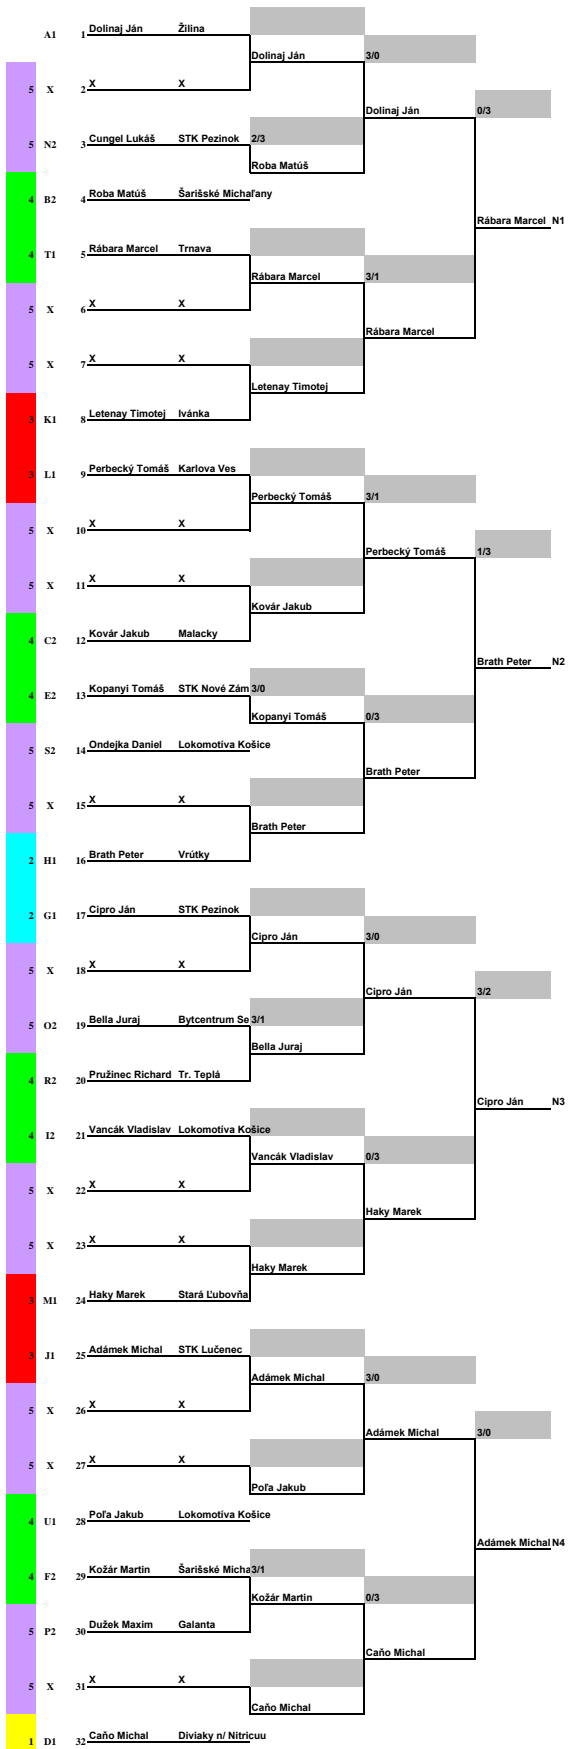 A1 1 Dolinaj Ján Žilina
Dolinaj Ján 3/0
5 X 2 X X
Dolinaj Ján 0/3
5 N2 3 Cungel Lukáš STK Pezinok 2/3
Roba Matúš
4 B2 4 Roba Matúš Šarišské Michaľany
Rábara Marcel N1
4 T1 5 Rábara Marcel Trnava
Rábara Marcel 3/1
5 X 6 X X
Rábara Marcel
5 X 7 X X
Letenay Timotej
3 K1 8 Letenay Timotej Ivánka
3 L1 9 Perbecký Tomáš Karlova Ves
Perbecký Tomáš 3/1
5 X 10 X X
Perbecký Tomáš 1/3
5 X 11 X X
Kovár Jakub
4 C2 12 Kovár Jakub Malacky
Brath Peter N2
4 E2 13 Kopanyi Tomáš STK Nové Zám 3/0
Kopanyi Tomáš 0/3
5 S2 14 Ondejka Daniel Lokomotíva Košice
Brath Peter
5 X 15 X X
Brath Peter
2 H1 16 Brath Peter Vrútky
2 G1 17 Cipro Ján STK Pezinok
Cipro Ján 3/0
5 X 18 X X
Cipro Ján 3/2
5 O2 19 Bella Juraj Bytcentrum Se 3/1
Bella Juraj
4 R2 20 Pružinec Richard Tr. Teplá
Cipro Ján N3
4 I2 21 Vancák Vladislav Lokomotíva Košice
Vancák Vladislav 0/3
5 X 22 X X
Haky Marek
5 X 23 X X
Haky Marek
3 M1 24 Haky Marek Stará Ľubovňa
3 J1 25 Adámek Michal STK Lučenec
Adámek Michal 3/0
5 X 26 X X
Adámek Michal 3/0
5 X 27 X X
Poľa Jakub
4 U1 28 Poľa Jakub Lokomotíva Košice
Adámek Michal N4
4 F2 29 Kožár Martin Šarišské Micha 3/1
Kožár Martin 0/3
5 P2 30 Dužek Maxim Galanta
Caňo Michal
5 X 31 X X
Caňo Michal
1 D1 32 Caňo Michal Diviaky n/ Nitricuu